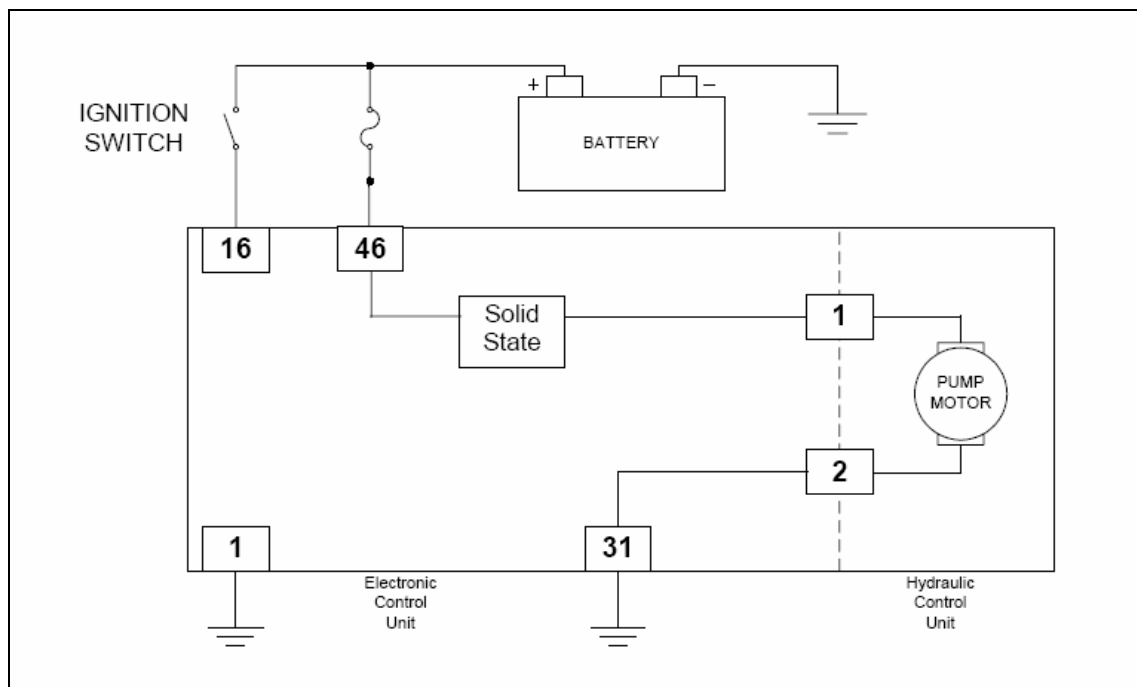 +
–
IGNITION
SWITCH
BATTERY
16
46
Solid
State
1
PUMP
MOTOR
2
1
31
Electronic
Control
Unit
Hydraulic
Control
Unit